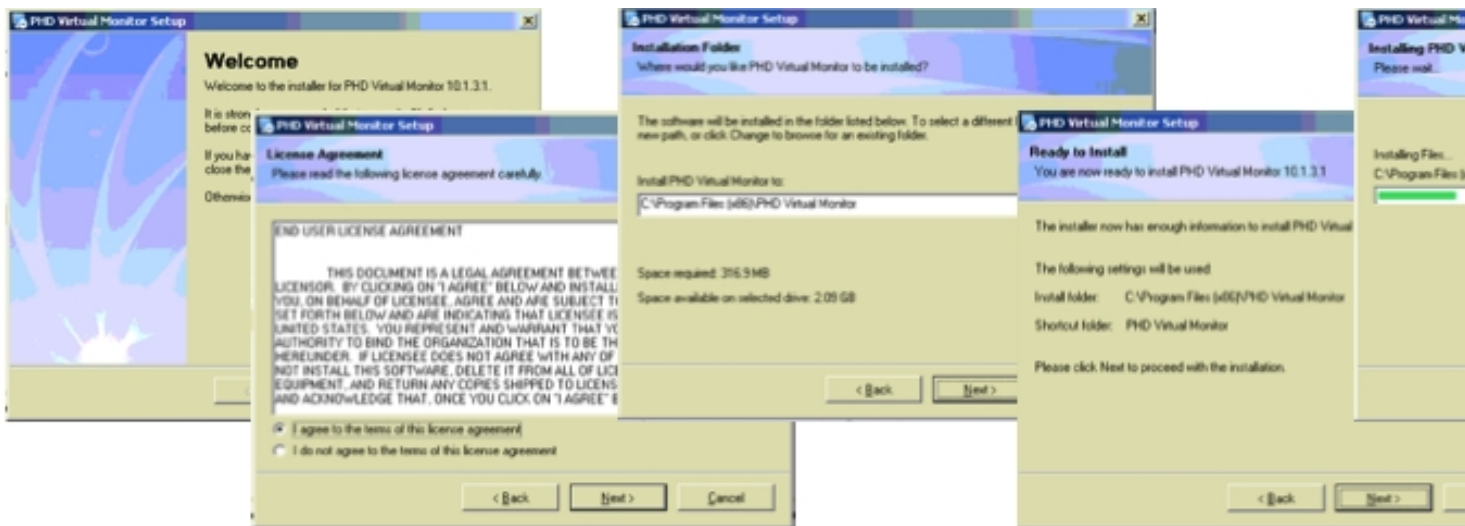 PHD Virtual Monitor Setup
Welcome
Welcome to the installer for PHD Virtual Monitor 10.1.3.1.
It is
before
If you
close the
PHD Virtual Monitor Setup
License Agreement
Please read the following license agreement carefully.
END USER LICENSE AGREEMENT
THIS DOCUMENT IS A LEGAL AGREEMENT
LICENSOR. BY CLICKING ON "I AGREE" BELOW AND
YOU, ON BEHALF OF LICENSEE, AGREE AND ARE SUBJECT
SET FORTH BELOW AND ARE INDICATING THAT LICENSEE IS
UNITED STATES. YOU REPRESENT AND WARRANT THAT
AUTHORITY TO BIND THE ORGANIZATION THAT IS TO BE
HEREUNDER. IF LICENSEE DOES NOT AGREE WITH ANY OF
NOT INSTALL THIS SOFTWARE, DELETE IT FROM ALL OF
EQUIPMENT, AND RETURN ANY COPIES SHIPPED TO
AND ACKNOWLEDGE THAT, ONCE YOU CLICK ON "I AGREE"
I agree to the terms of this license agreement
I do not agree to the terms of this license agreement
< Back
Next >
Cancel
PHD Virtual Monitor Setup
Installation Folder
Where would you like PHD Virtual Monitor to be installed?
The software will be installed in the folder listed below. To select a different
new path, or click Change to browse for an existing folder.
Install PHD Virtual Monitor to:
C:\Program Files (x86)\PHD Virtual Monitor
Space required: 316.9 MB
Space available on selected drive: 2.09 GB
< Back
Next >
PHD Virtual Monitor Setup
Ready to Install
You are now ready to install PHD Virtual Monitor 10.1.3.1
The installer now has enough information to install PHD Virtual
The following settings will be used:
Install folder: C:\Program Files (x86)\PHD Virtual Monitor
Shortcut folder: PHD Virtual Monitor
Please click Next to proceed with the installation.
< Back
Next >
PHD Virtual
Installing PHD
Please wait...
Installing Files...
C:\Program Files